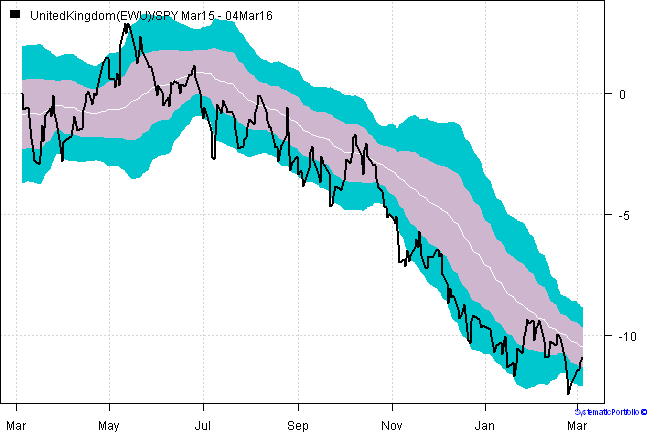 UnitedKingdom(EWU)/SPY Mar15 - 04Mar16
0
-5
-10
SystematicPortfolio ©
Mar May Jul Sep Nov Jan Mar